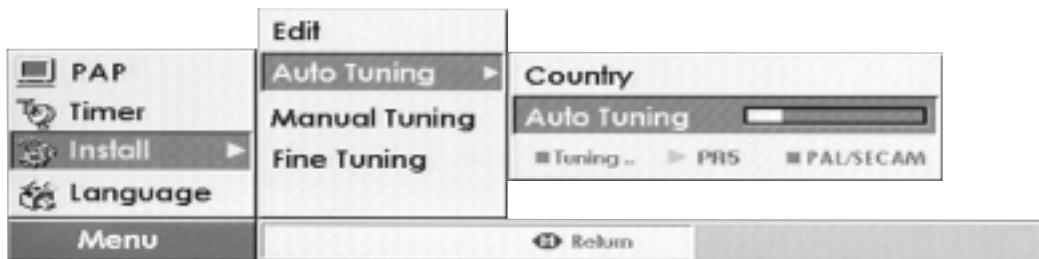 PAP
Timer
Install
Language
Menu
Edit
Auto Tuning
Manual Tuning
Fine Tuning
Country
Auto Tuning
Tuning .. PR5 PAL/SECAM
Return